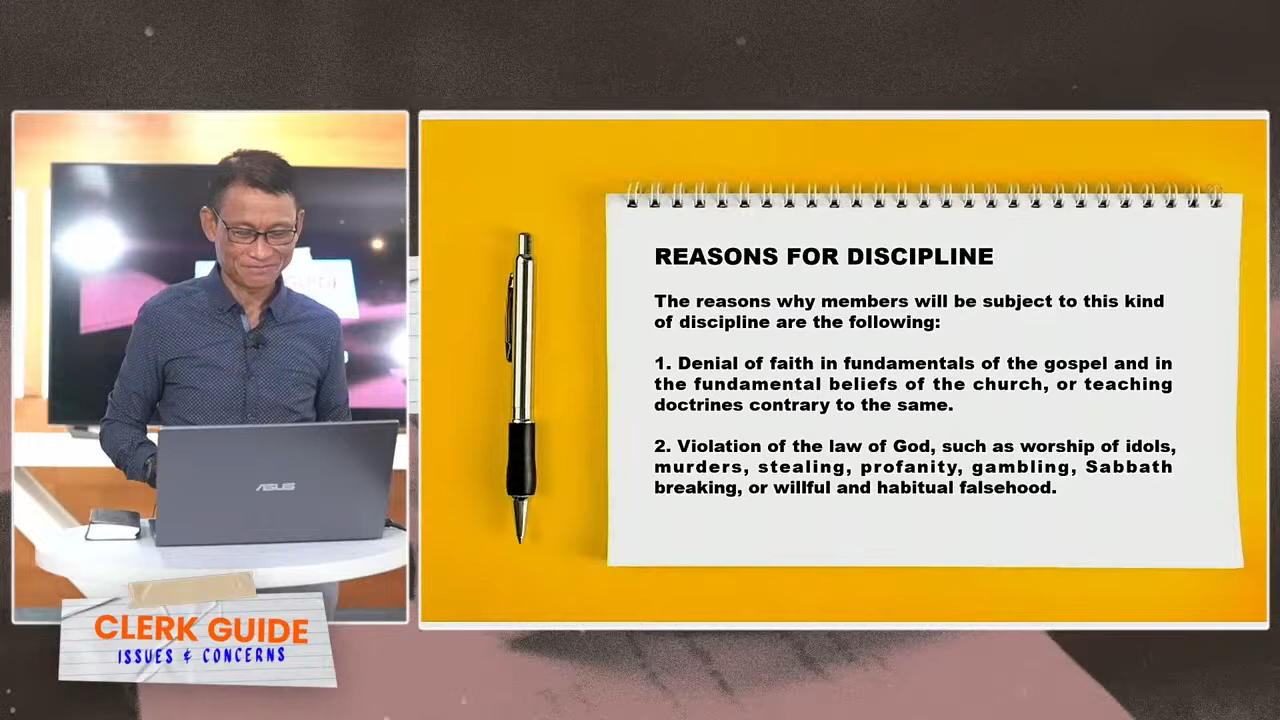 REASONS FOR DISCIPLINE
The reasons why members will be subject to this kind
of discipline are the following:
1. Denial of faith in fundamentals of the gospel and in
the fundamental beliefs of the church, or teaching
doctrines contrary to the same.
2. Violation of the law of God, such as worship of idols,
murders, stealing, profanity, gambling, Sabbath
breaking, or willful and habitual falsehood.
ASUS
CLERK GUIDE
ISSUES & CONCERNS